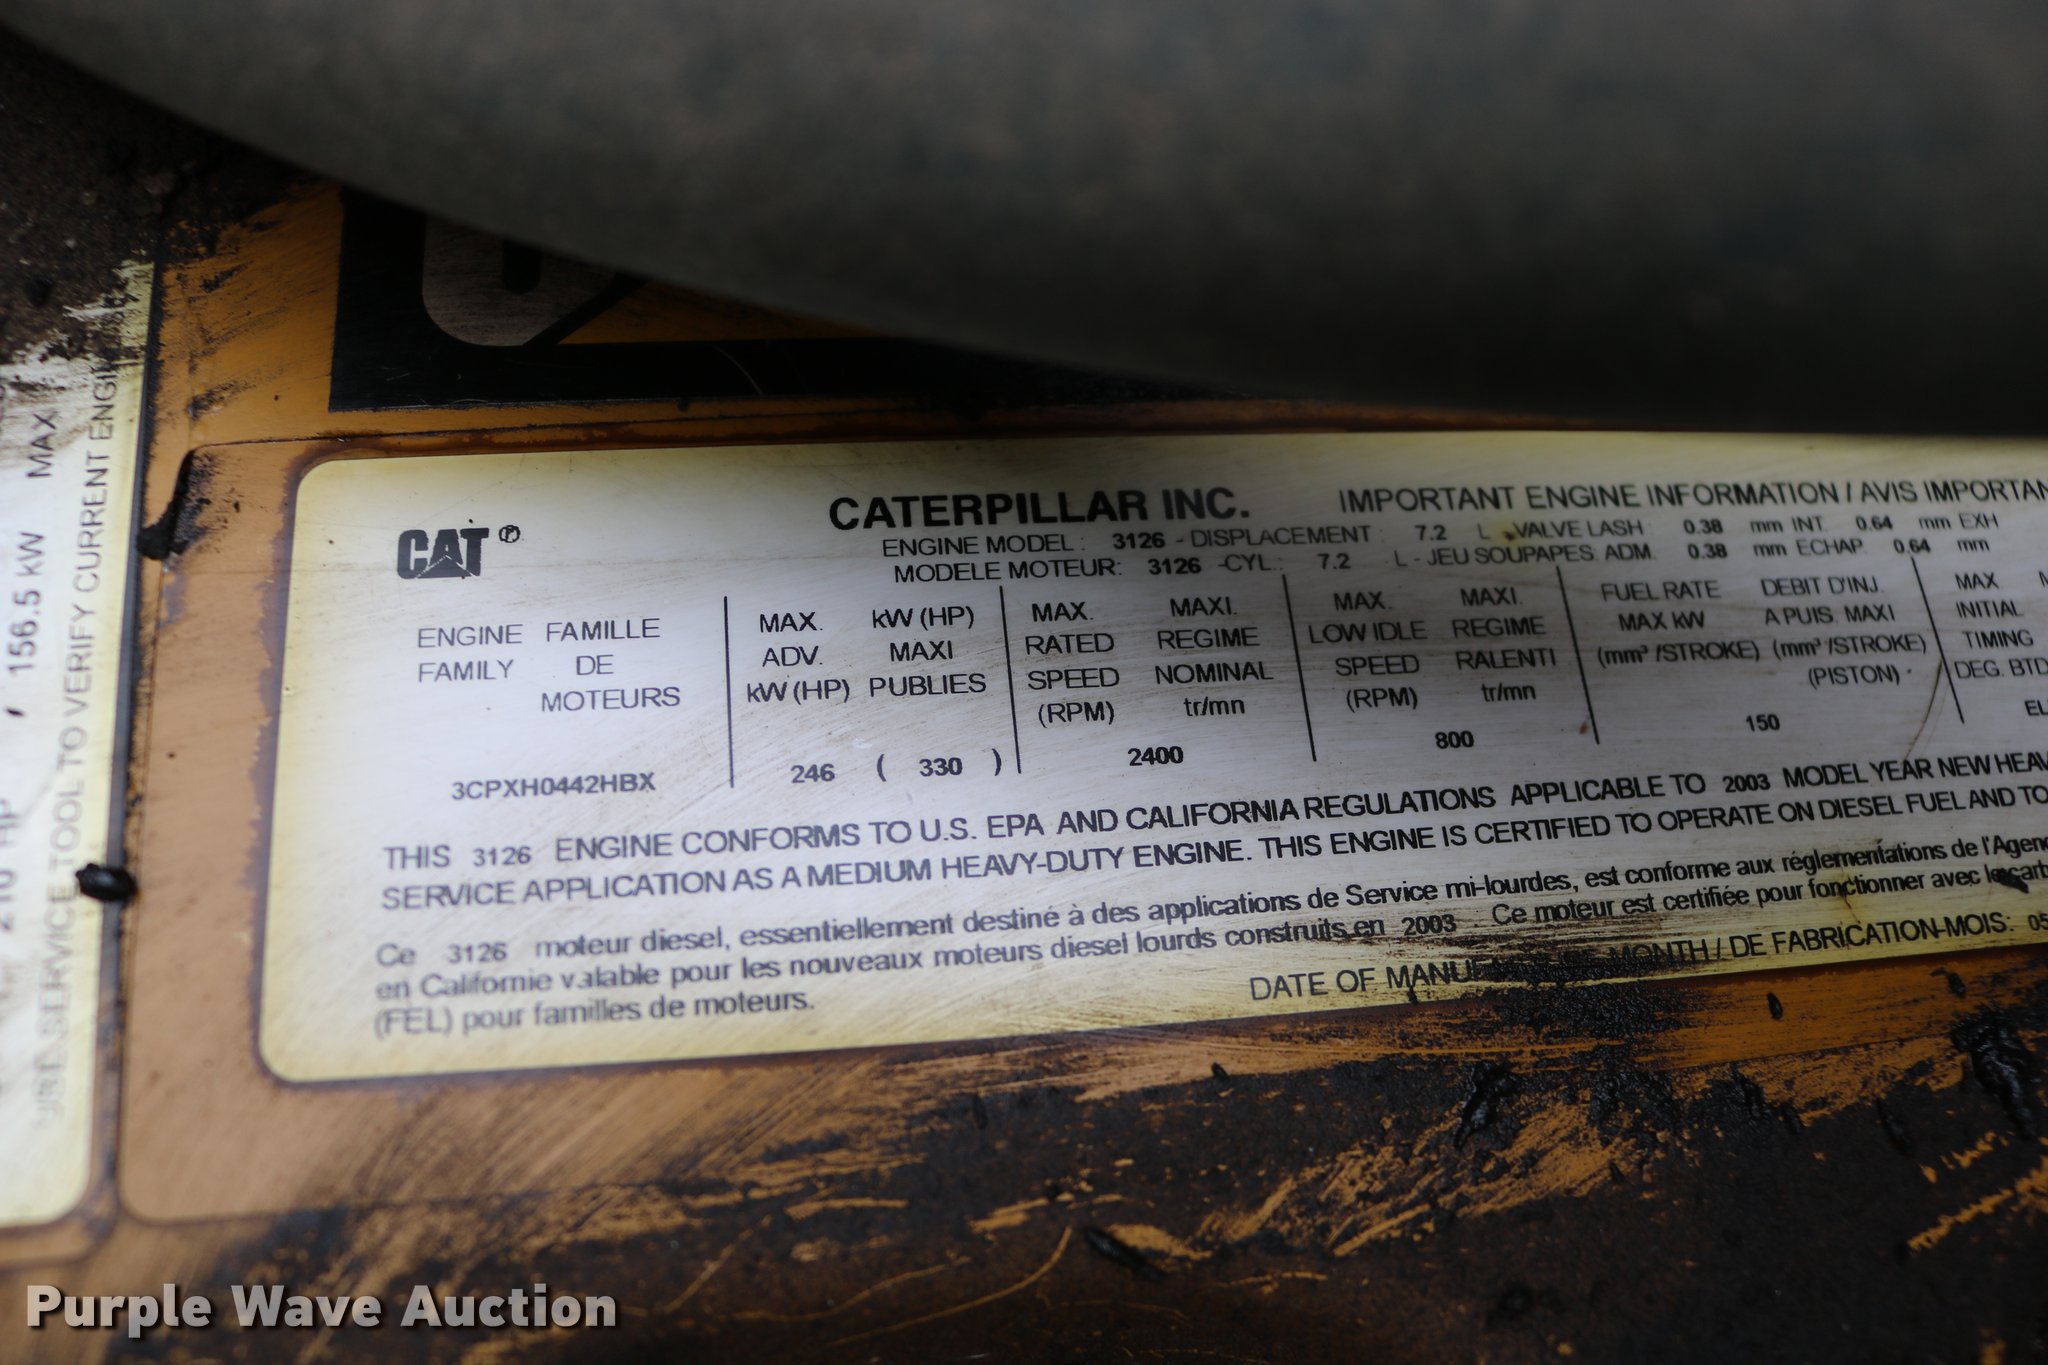 CAT®
CATERPILLAR INC. IMPORTANT ENGINE INFORMATION / AVIS IMPORTAN
ENGINE MODEL: 3126 - DISPLACEMENT: 7.2 L - VALVE LASH: 0.38 mm INT. 0.64 mm EXH
MODELE MOTEUR: 3126 -CYL.: 7.2 L - JEU SOUPAPES: ADM. 0.38 mm ECHAP. 0.64 mm
ENGINE FAMILLE
FAMILY DE
MOTEURS
3CPXH0442HBX
MAX. kW (HP)
ADV. MAXI
kW (HP) PUBLIES
246 ( 330 )
MAX. MAXI.
RATED REGIME
SPEED NOMINAL
(RPM) tr/mn
2400
MAX. MAXI.
LOW IDLE REGIME
SPEED RALENTI
(RPM) tr/mn
800
FUEL RATE DEBIT D'INJ.
MAX kW A PUIS. MAXI
(mm³ /STROKE) (mm³ /STROKE)
(PISTON)
150
MAX
INITIAL
TIMING
DEG. BTD
EL
THIS 3126 ENGINE CONFORMS TO U.S. EPA AND CALIFORNIA REGULATIONS APPLICABLE TO 2003 MODEL YEAR NEW HEAV
SERVICE APPLICATION AS A MEDIUM HEAVY-DUTY ENGINE. THIS ENGINE IS CERTIFIED TO OPERATE ON DIESEL FUEL AND TO
Ce 3126 moteur diesel, essentiellement destiné à des applications de Service mi-lourdes, est conforme aux réglementations de l'Agen
en Californie valable pour les nouveaux moteurs diesel lourds construits en 2003 . Ce moteur est certifiée pour fonctionner avec le carb
(FEL) pour familles de moteurs.
DATE OF MONTH / DE FABRICATION-MOIS: 05
156.5 kW MAX
210 HP
SERVICE TOOL TO VERIFY CURRENT ENGIN
Purple Wave Auction